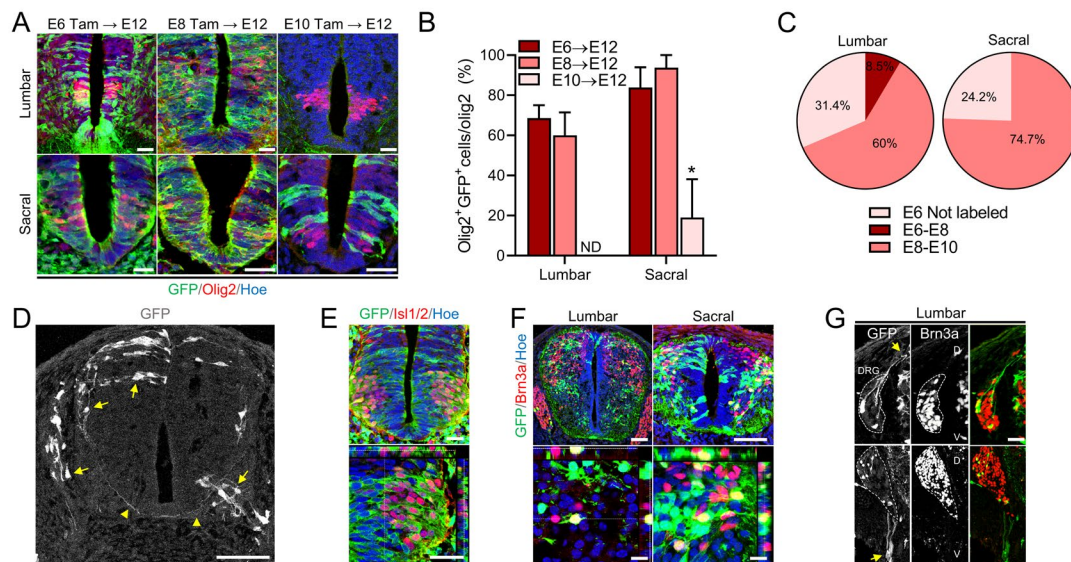 A
E6 Tam → E12
E8 Tam → E12
E10 Tam → E12
Lumbar
Sacral
GFP/Olig2/Hoe
B
Olig2+GFP+cells/olig2 (%)
100
80
60
40
20
0
E6→E12
E8→E12
E10→E12
ND
*
Lumbar
Sacral
C
Lumbar
Sacral
8.5%
31.4%
60%
24.2%
74.7%
E6 Not labeled
E6-E8
E8-E10
D
GFP
E
GFP/Isl1/2/Hoe
F
Lumbar
Sacral
GFP/Brn3a/Hoe
G
Lumbar
GFP
Brn3a
DRG
D
V
D
V